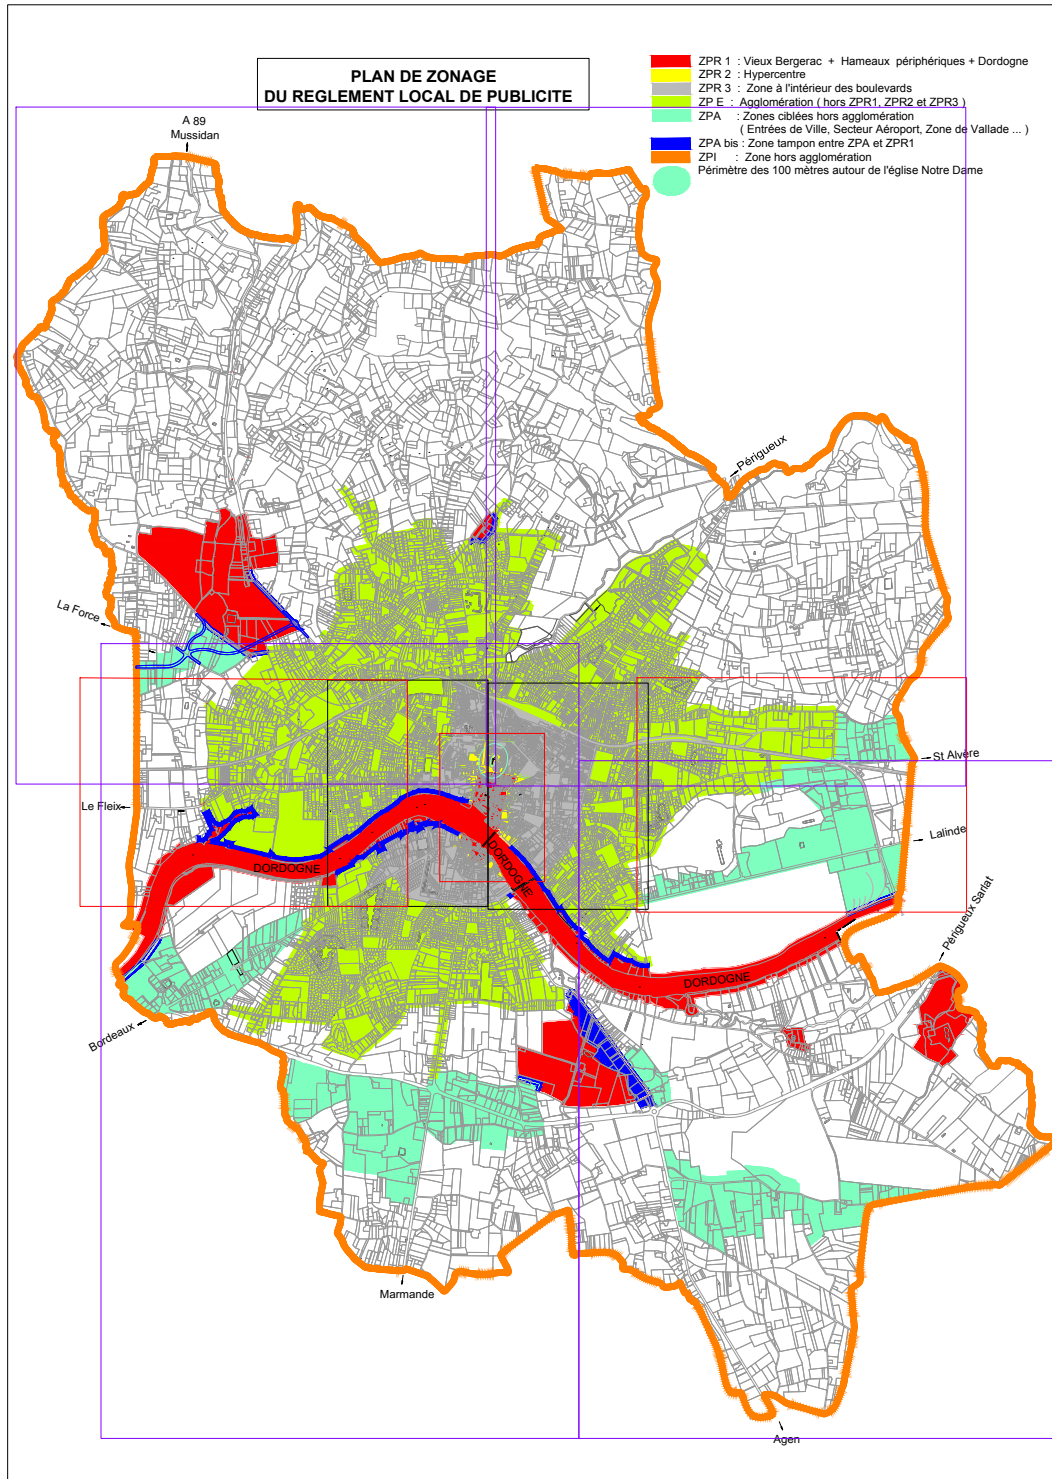 PLAN DE ZONAGE
DU REGLEMENT LOCAL DE PUBLICITE
ZPR 1 : Vieux Bergerac + Hameaux périphériques + Dordogne
ZPR 2 : Hypercentre
ZPR 3 : Zone à l'intérieur des boulevards
ZP E : Agglomération ( hors ZPR1, ZPR2 et ZPR3 )
ZPA : Zones ciblées hors agglomération
( Entrées de Ville, Secteur Aéroport, Zone de Vallade ... )
ZPA bis : Zone tampon entre ZPA et ZPR1
ZPI : Zone hors agglomération
Périmètre des 100 mètres autour de l'église Notre Dame
A 89
Mussidan
Périgueux
La Force
St Alvère
Le Fleix
Lalinde
DORDOGNE
DORDOGNE
Périgueux Sarlat
DORDOGNE
Bordeaux
Marmande
Agen